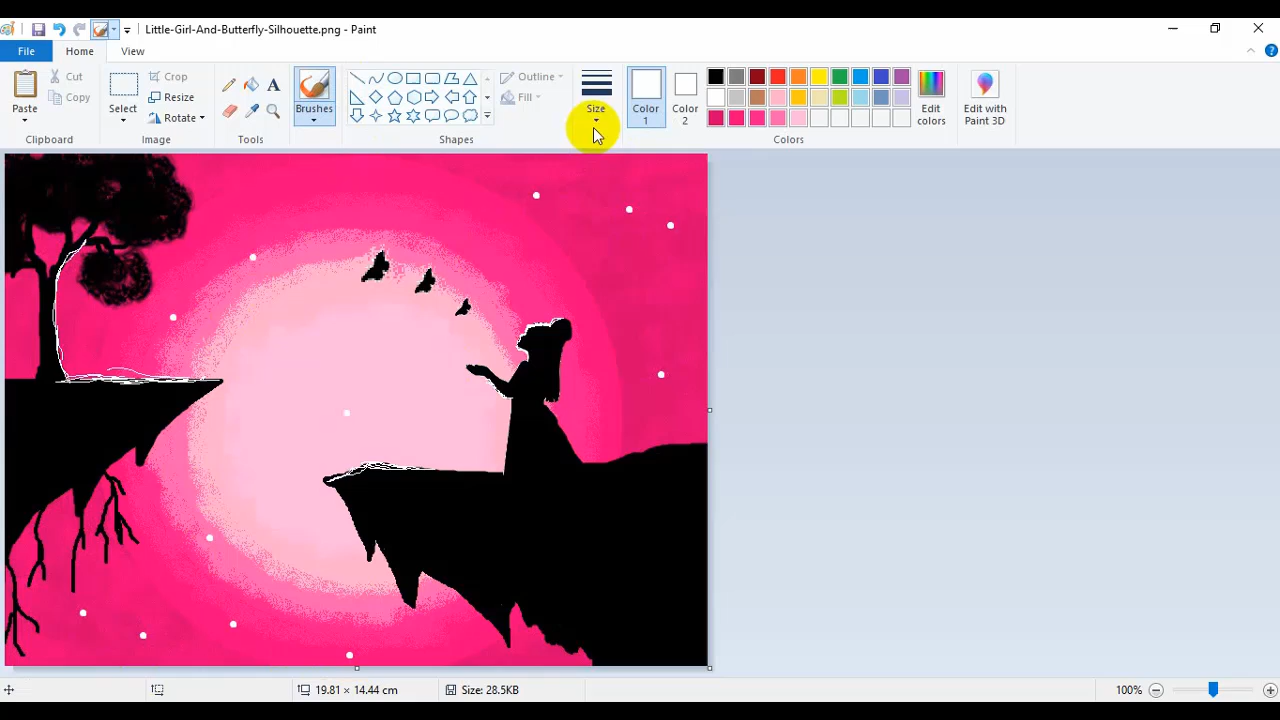 Little-Girl-And-Butterfly-Silhouette.png - Paint
File Home View
Paste
Cut
Copy
Clipboard
Select
Crop
Resize
Rotate
Image
A
Tools
Brushes
Shapes
Outline
Fill
Size
Color 1
Color 2
Edit colors
Colors
Edit with Paint 3D
19.81 × 14.44 cm
Size: 28.5KB
100%